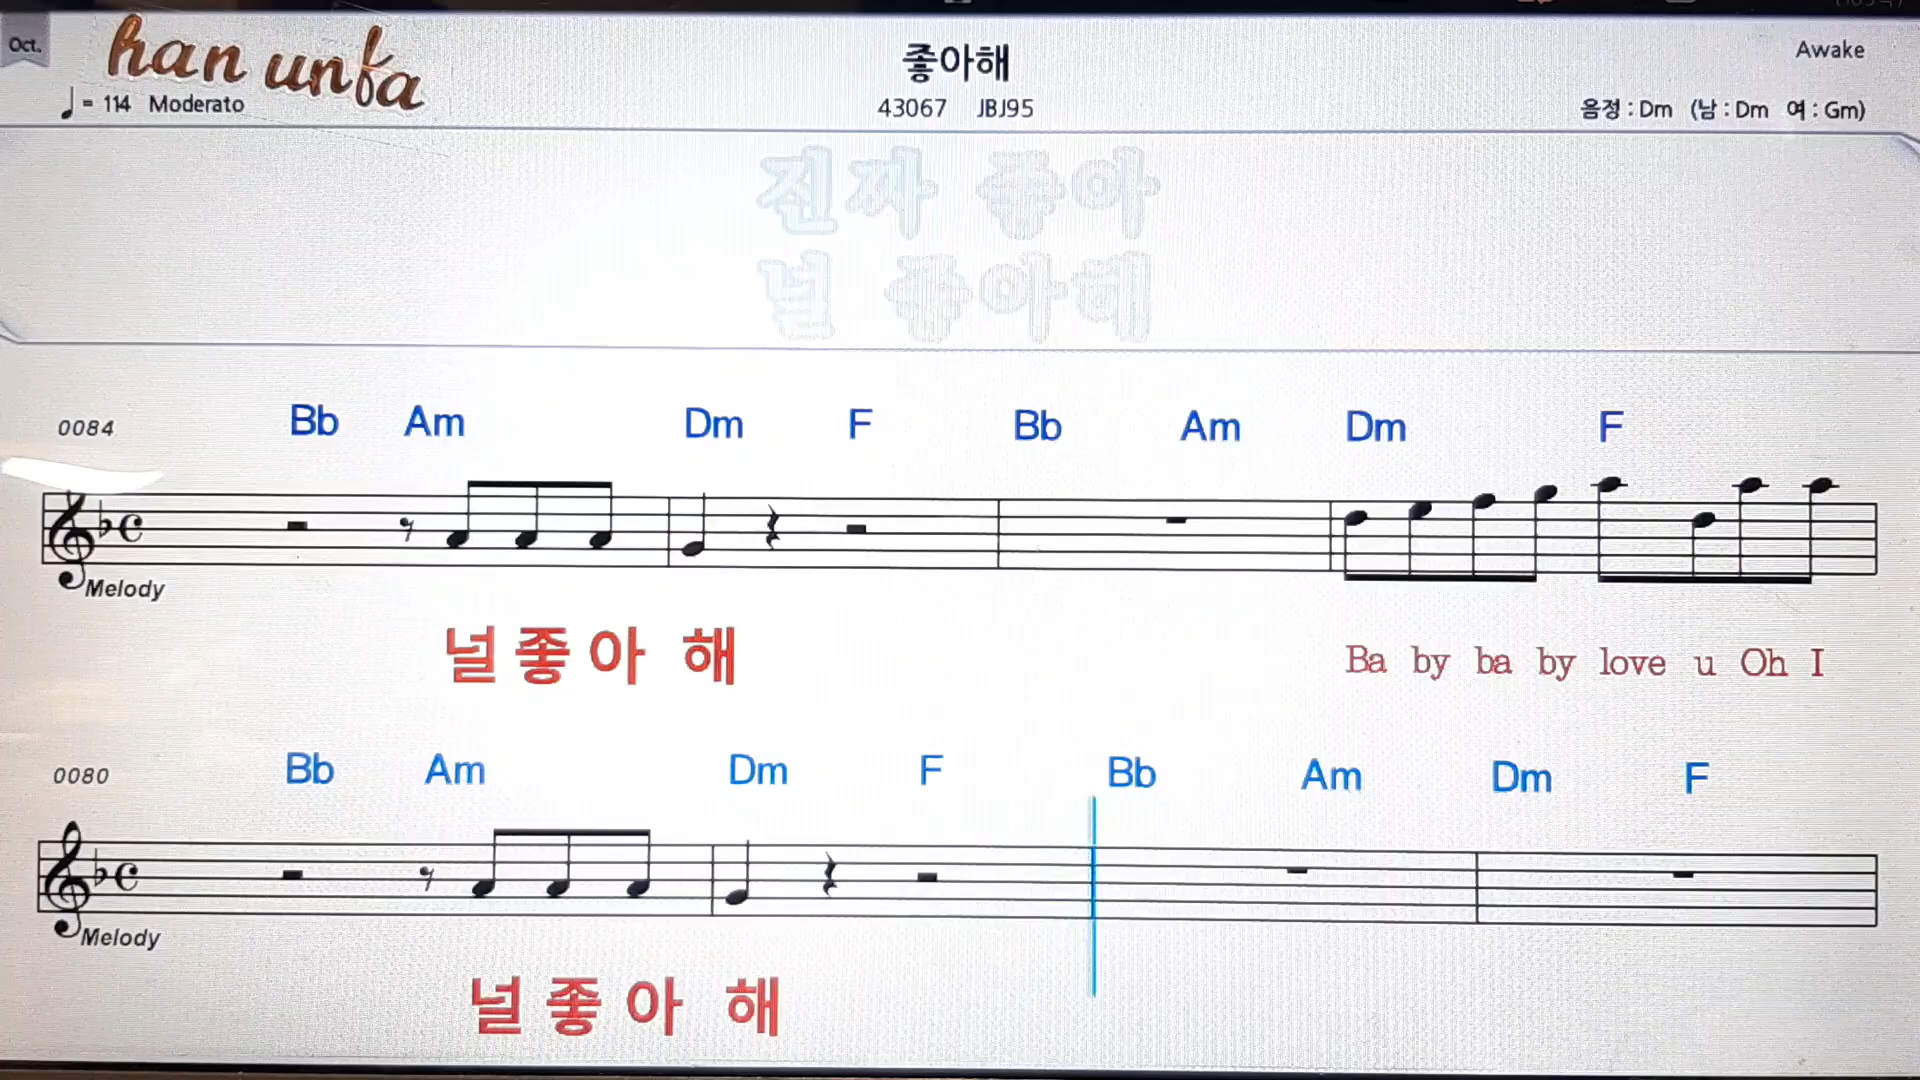 Oct.
han unfa
좋아해
Awake
♩= 114 Moderato
43067 JBJ95
음정 : Dm (남 : Dm 여 : Gm)
진짜 좋아
널 좋아해
0084 Bb Am Dm F Bb Am Dm F
Melody
널 좋 아 해 Ba by ba by love u Oh I
0080 Bb Am Dm F Bb Am Dm F
Melody
널 좋 아 해